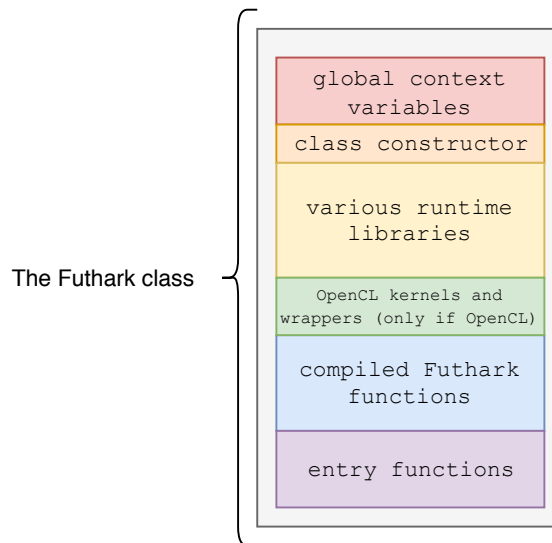 The Futhark class
global context
variables
class constructor
various runtime
libraries
OpenCL kernels and
wrappers (only if OpenCL)
compiled Futhark
functions
entry functions